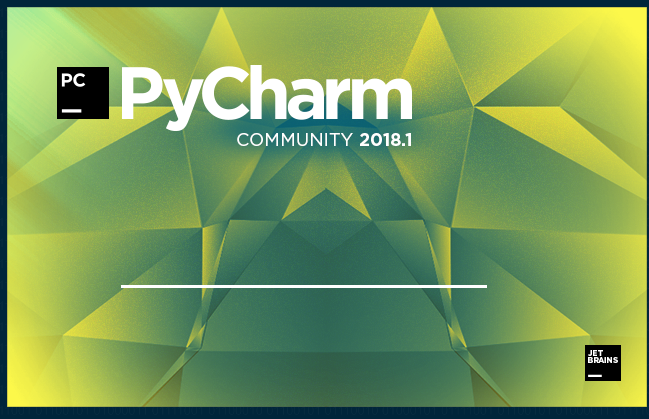 PC
PyCharm
COMMUNITY 2018.1
JET
BRAINS